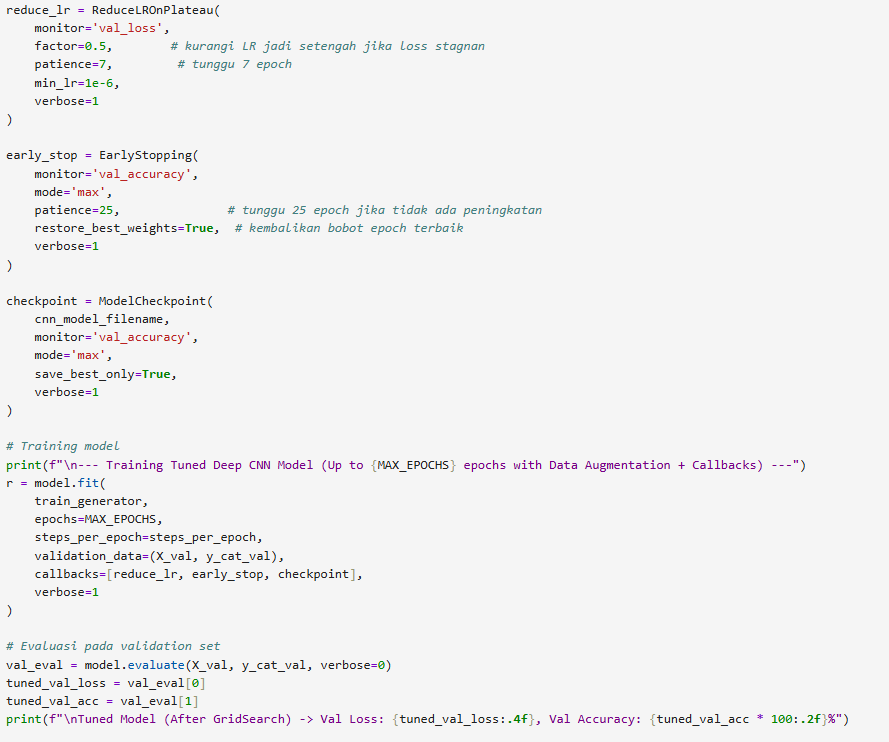 reduce_lr = ReduceLROnPlateau(
    monitor='val_loss',
    factor=0.5,        # kurangi LR jadi setengah jika loss stagnan
    patience=7,         # tunggu 7 epoch
    min_lr=1e-6,
    verbose=1
)

early_stop = EarlyStopping(
    monitor='val_accuracy',
    mode='max',
    patience=25,               # tunggu 25 epoch jika tidak ada peningkatan
    restore_best_weights=True,  # kembalikan bobot epoch terbaik
    verbose=1
)

checkpoint = ModelCheckpoint(
    cnn_model_filename,
    monitor='val_accuracy',
    mode='max',
    save_best_only=True,
    verbose=1
)

# Training model
print(f"\n--- Training Tuned Deep CNN Model (Up to {MAX_EPOCHS} epochs with Data Augmentation + Callbacks) ---")
r = model.fit(
    train_generator,
    epochs=MAX_EPOCHS,
    steps_per_epoch=steps_per_epoch,
    validation_data=(X_val, y_cat_val),
    callbacks=[reduce_lr, early_stop, checkpoint],
    verbose=1
)

# Evaluasi pada validation set
val_eval = model.evaluate(X_val, y_cat_val, verbose=0)
tuned_val_loss = val_eval[0]
tuned_val_acc = val_eval[1]
print(f"\nTuned Model (After GridSearch) -> Val Loss: {tuned_val_loss:.4f}, Val Accuracy: {tuned_val_acc * 100:.2f}%")